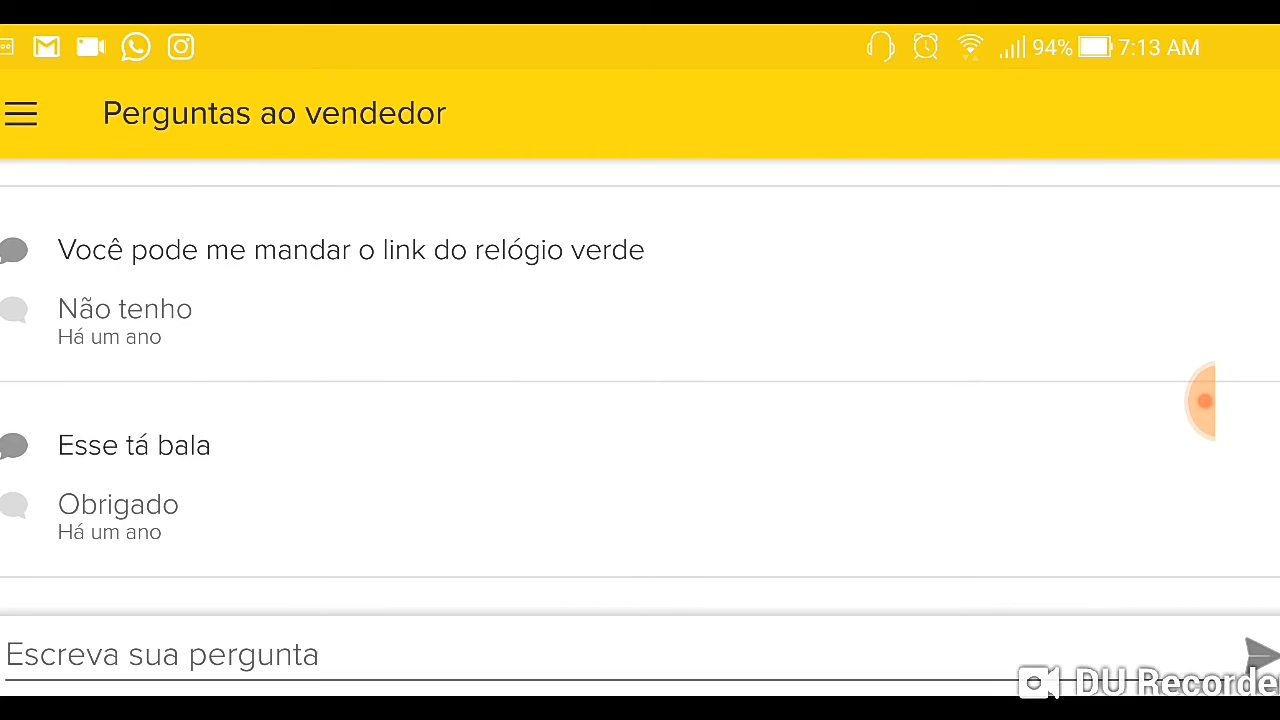 94% 7:13 AM
Perguntas ao vendedor
Você pode me mandar o link do relógio verde
Não tenho
Há um ano
Esse tá bala
Obrigado
Há um ano
Escreva sua pergunta
DU Recorde